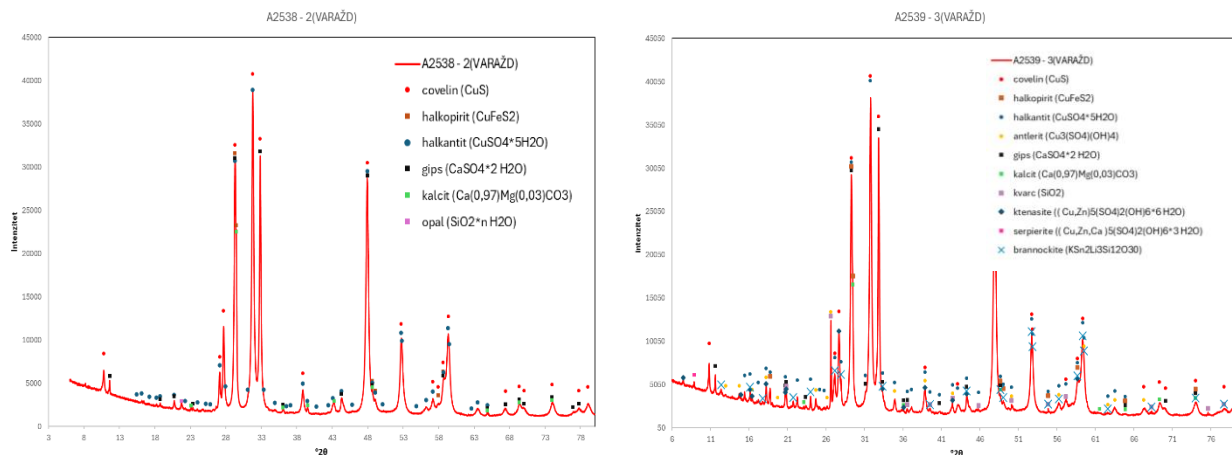 A2538 - 2(VARAŽD)
45000
40000
35000
30000
25000
20000
15000
10000
5000
0
Intenzitet
A2538 - 2(VARAŽD)
covelin (CuS)
halkopirit (CuFeS2)
halkantit (CuSO4*5H2O)
gips (CaSO4*2 H2O)
kalcit (Ca(0,97)Mg(0,03)CO3)
opal (SiO2*n H2O)
3 13 18 23 28 33 38 43 48 53 58 63 68 73 78
°2θ
A2539 - 3(VARAŽD)
45050
40050
35050
30050
25050
20050
15050
10050
5050
50
Intenzitet
A2539 - 3(VARAŽD)
covelin (CuS)
halkopirit (CuFeS2)
halkantit (CuSO4*5H2O)
antlerit (Cu3(SO4)(OH)4)
gips (CaSO4*2 H2O)
kalcit (Ca(0,97)Mg(0,03)CO3)
kvarc (SiO2)
ktenasite (( Cu,Zn)5(SO4)2(OH)6*6 H2O)
serpierite (( Cu,Zn,Ca )5(SO4)2(OH)6*3 H2O)
brannockite (KSn2Li3Si12O30)
6 11 16 21 26 31 36 41 46 51 56 61 66 71 76
°2θ